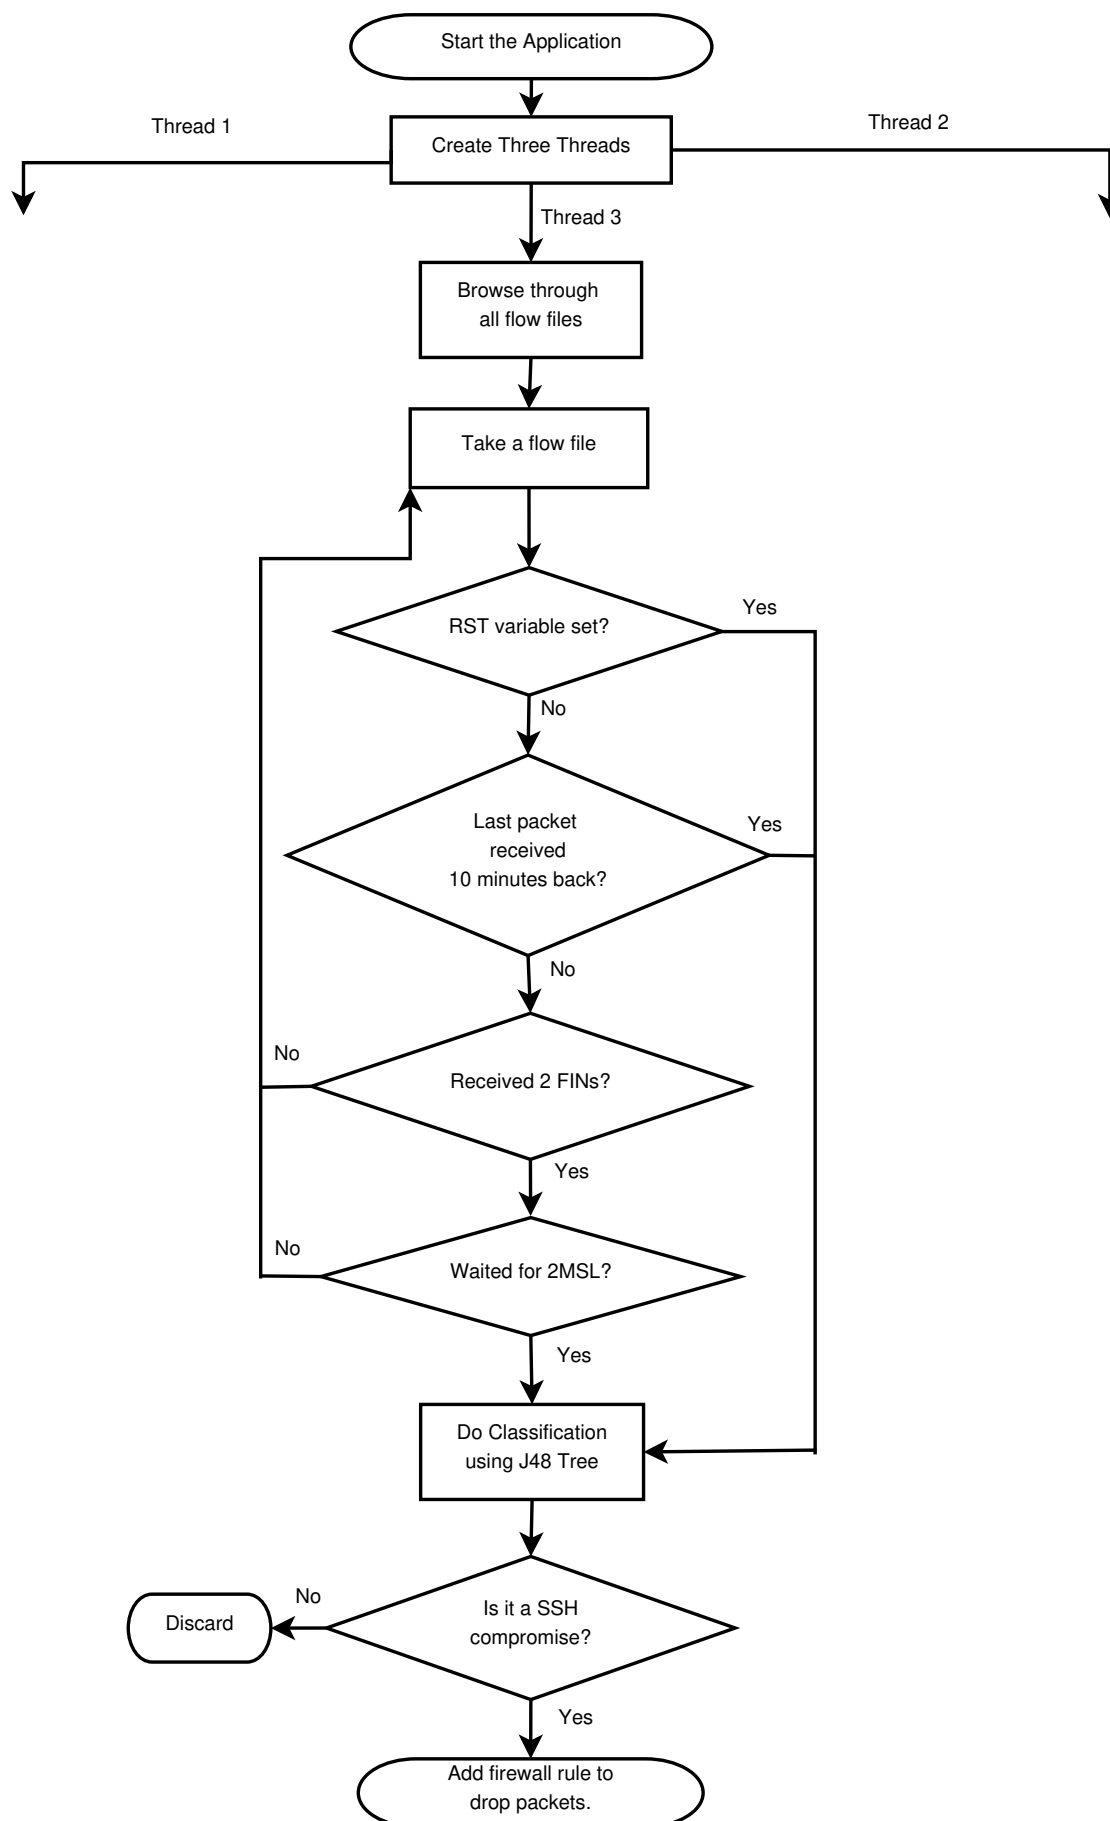 Start the Application
Thread 1
Thread 2
Create Three Threads
Thread 3
Browse through
all flow files
Take a flow file
RST variable set?
Yes
No
Last packet
received
10 minutes back?
Yes
No
Received 2 FINs?
No
Yes
Waited for 2MSL?
No
Yes
Do Classification
using J48 Tree
Is it a SSH
compromise?
No
Discard
Yes
Add firewall rule to
drop packets.